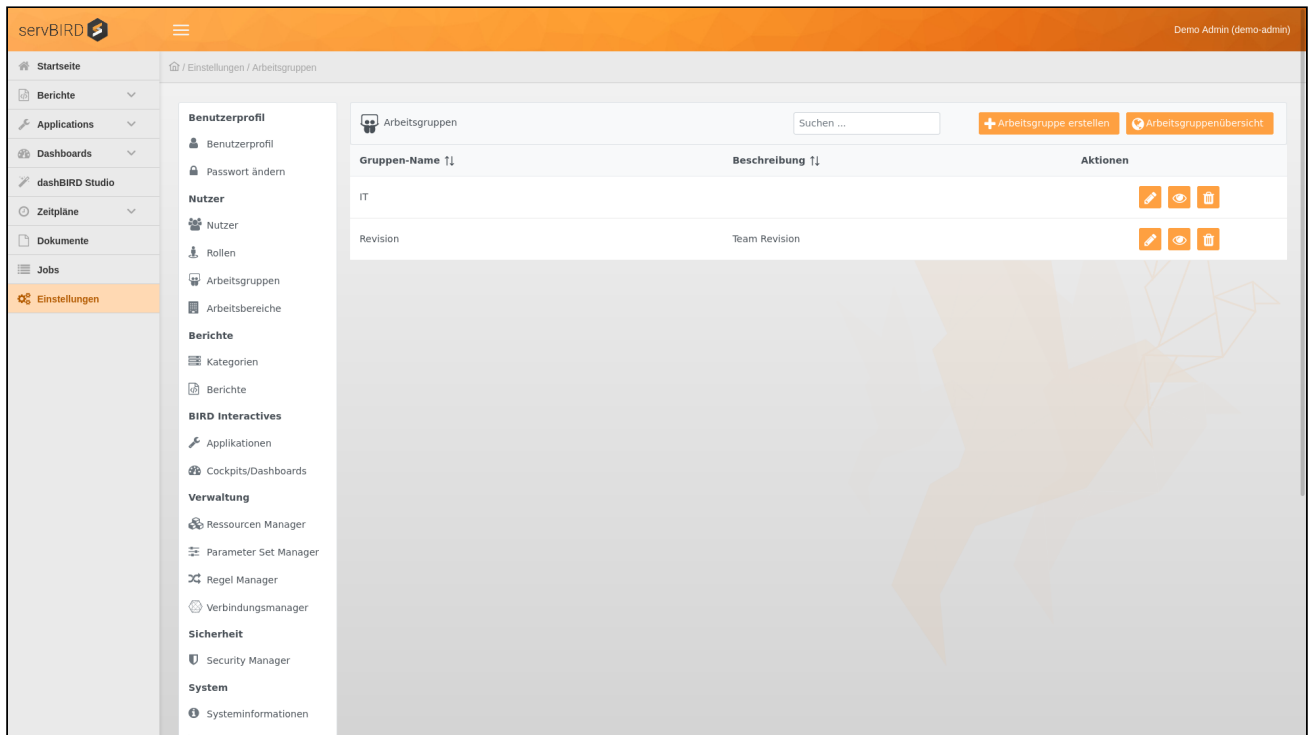 servBIRD
Demo Admin (demo-admin)
Startseite
Berichte
Applications
Dashboards
dashBIRD Studio
Zeitpläne
Dokumente
Jobs
Einstellungen
/ Einstellungen / Arbeitsgruppen
Benutzerprofil
Benutzerprofil
Passwort ändern
Nutzer
Nutzer
Rollen
Arbeitsgruppen
Arbeitsbereiche
Berichte
Kategorien
Berichte
BIRD Interactives
Applikationen
Cockpits/Dashboards
Verwaltung
Ressourcen Manager
Parameter Set Manager
Regel Manager
Verbindungsmanager
Sicherheit
Security Manager
System
Systeminformationen
Arbeitsgruppen Suchen ... Arbeitsgruppe erstellen Arbeitsgruppenübersicht
Gruppen-Name Beschreibung Aktionen
IT
Revision Team Revision